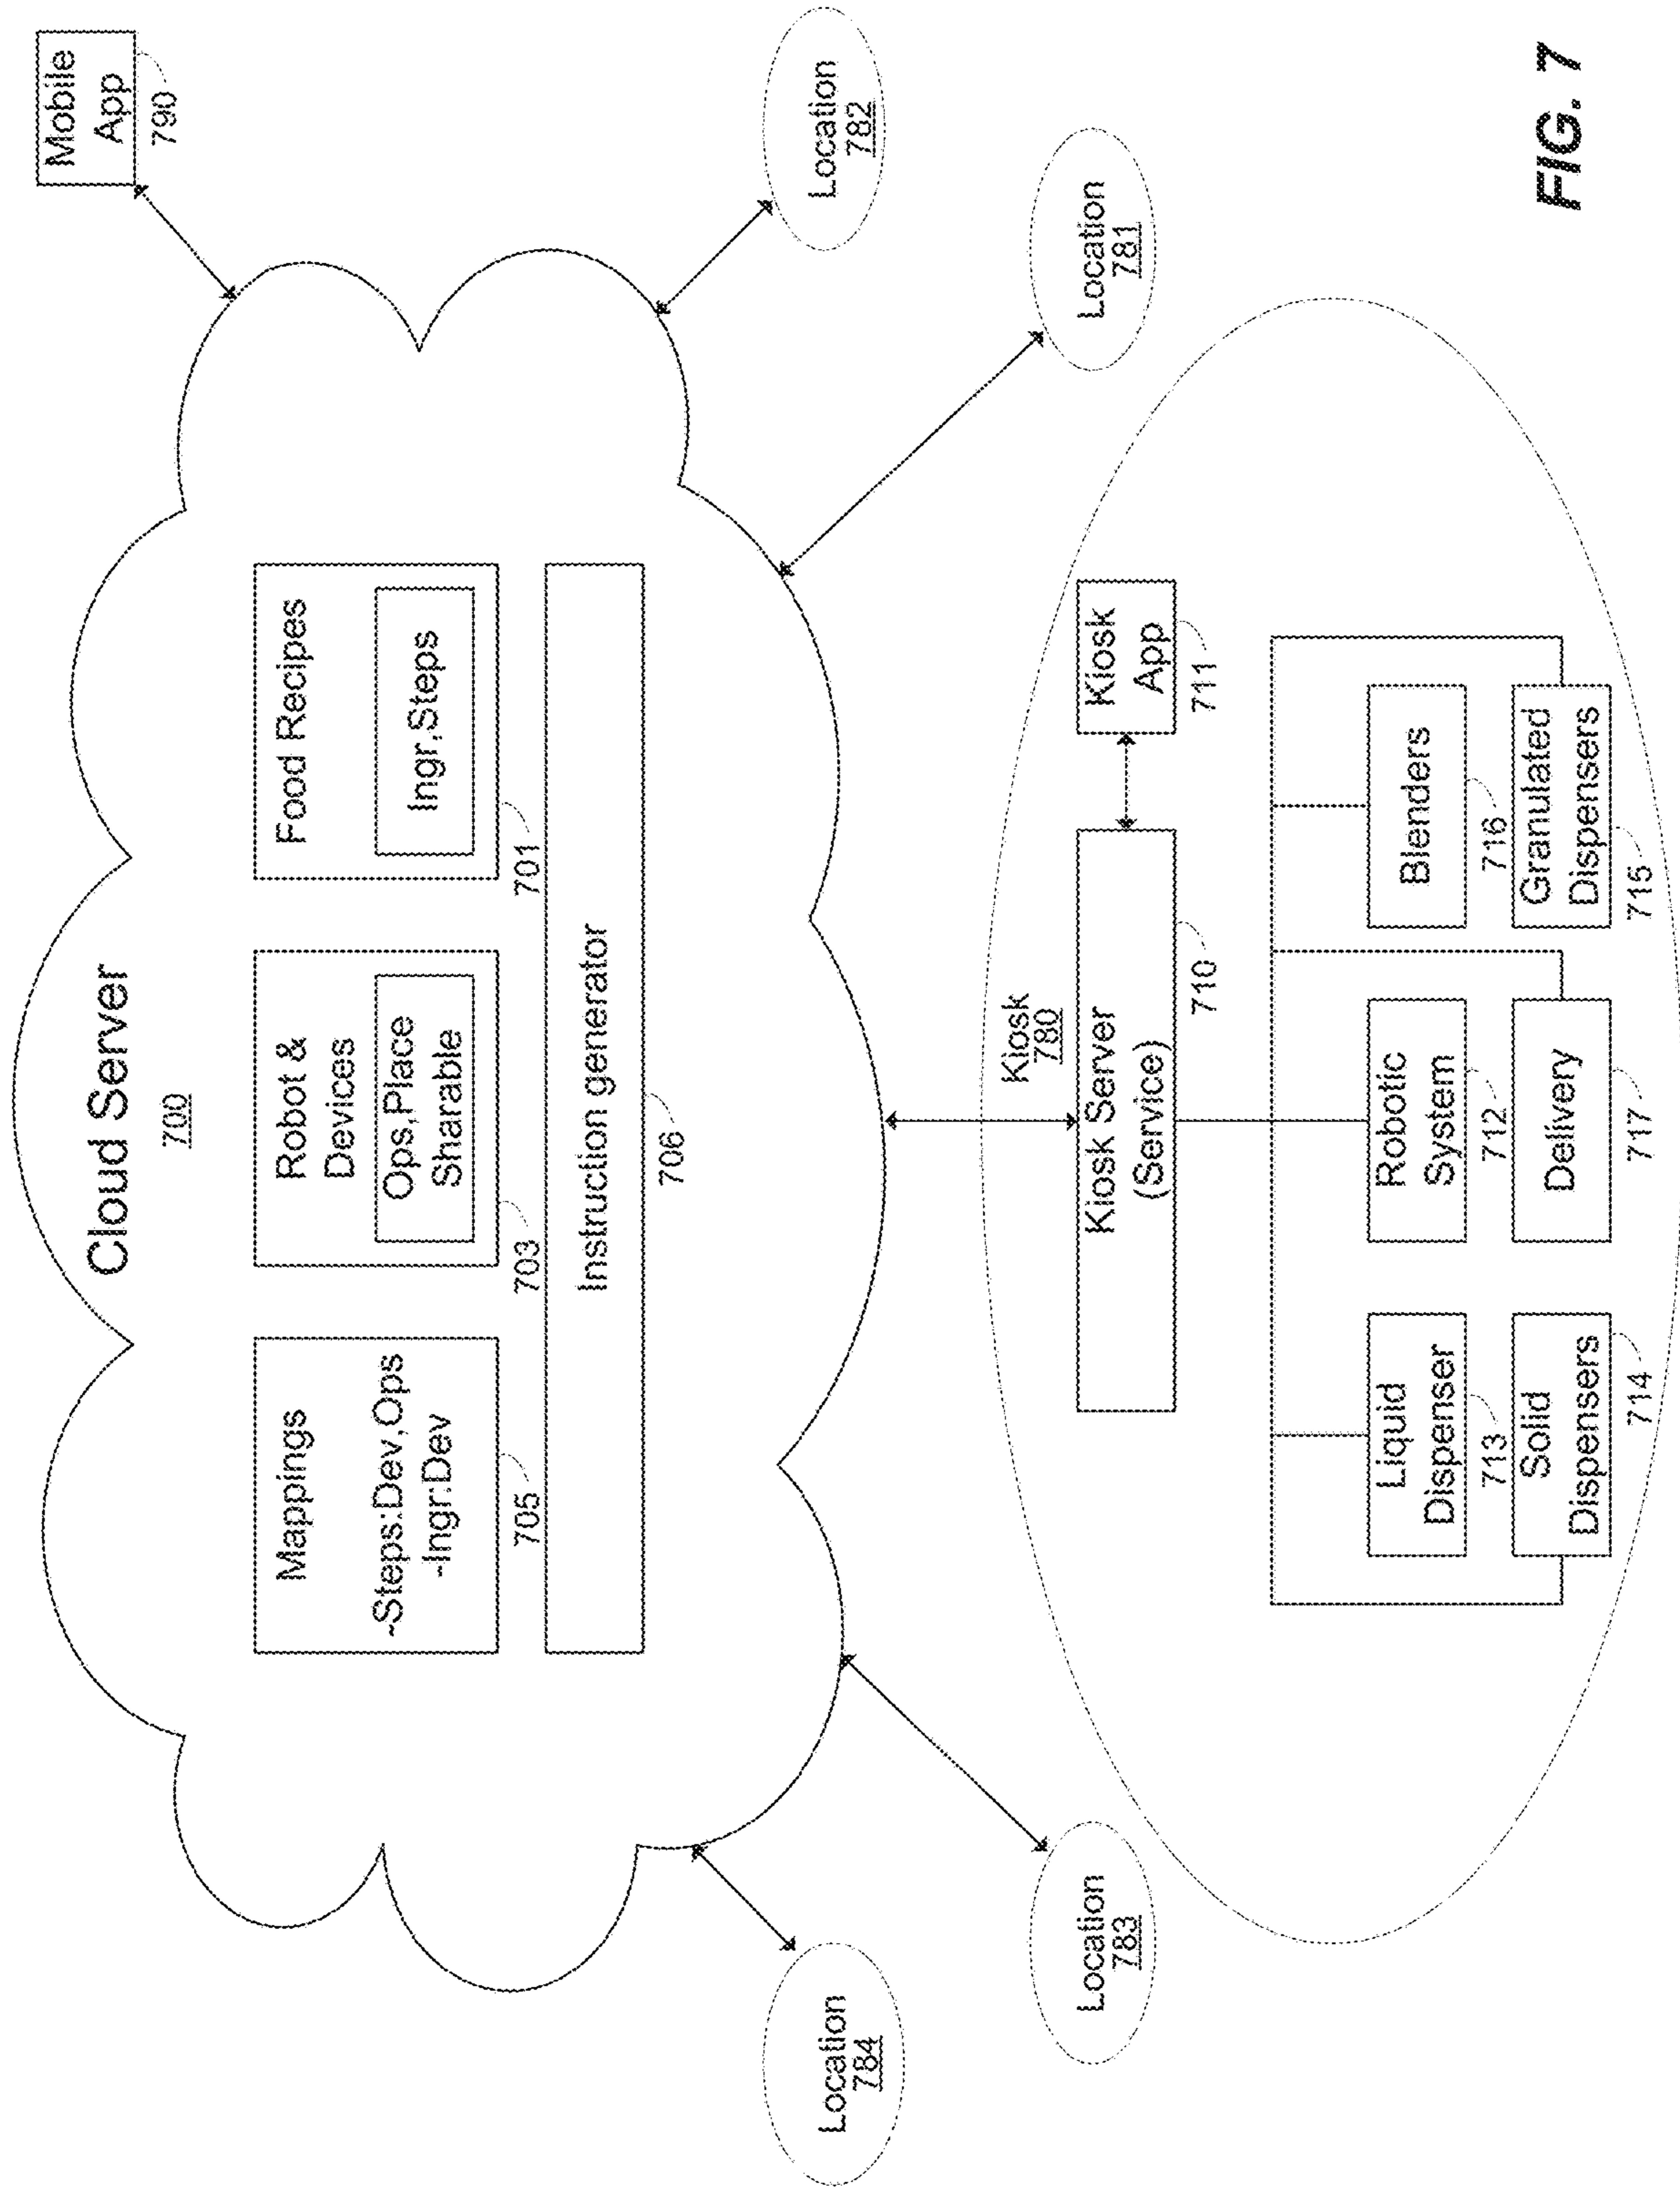 Cloud Server
700
Mobile
App
790
Mappings
~Steps:Dev,Ops
~Ingr:Dev
705
Robot &
Devices
Ops,Place
Sharable
703
Food Recipes
Ingr,Steps
701
Instruction generator
706
Location
784
Location
782
Location
783
Location
781
Kiosk
780
Kiosk Server
(Service)
710
Kiosk
App
711
Liquid
Dispenser
713
Robotic
System
712
Blenders
716
Solid
Dispensers
714
Delivery
717
Granulated
Dispensers
715
FIG. 7